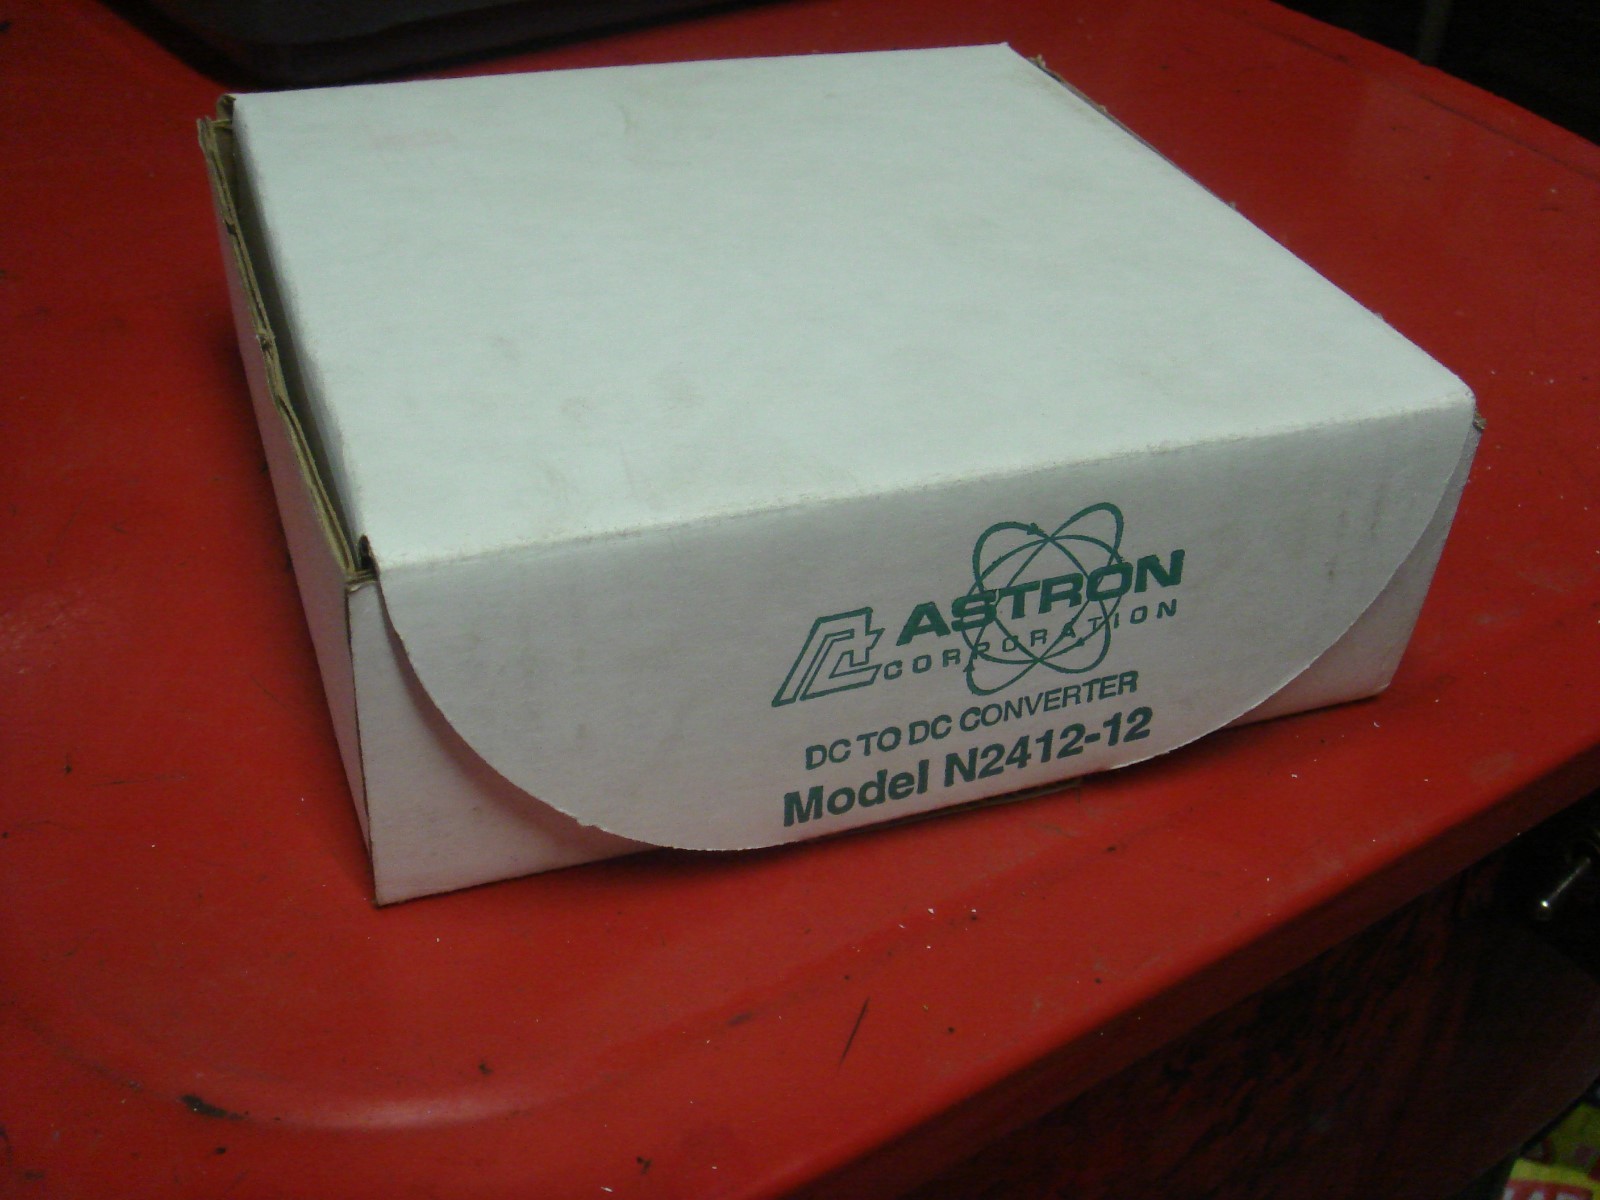 ASTRON
CORPORATION
DC TO DC CONVERTER
Model N2412-12